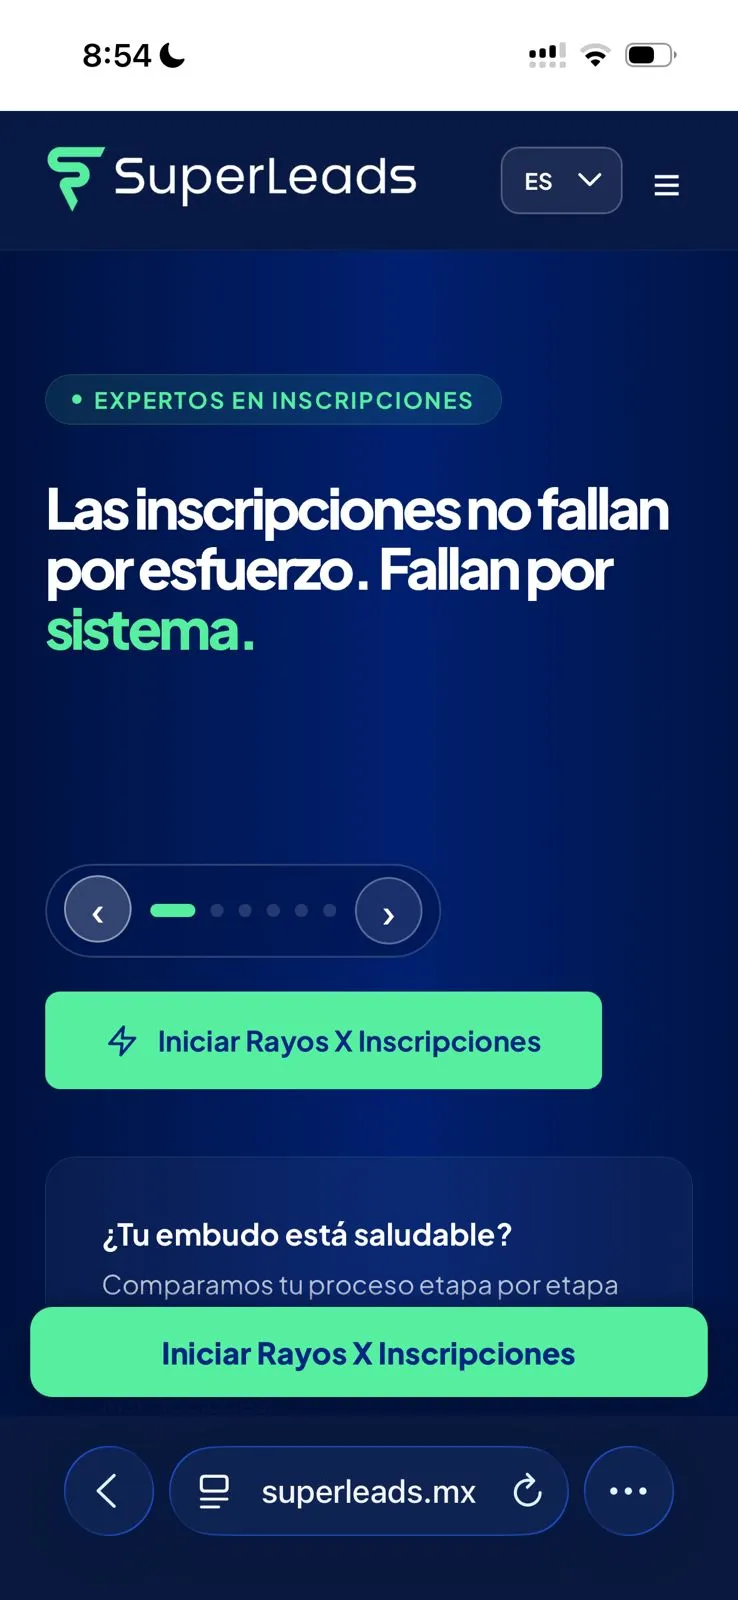 8:54
SuperLeads
ES
• EXPERTOS EN INSCRIPCIONES
Las inscripciones no fallan
por esfuerzo. Fallan por
sistema.
Iniciar Rayos X Inscripciones
¿Tu embudo está saludable?
Comparamos tu proceso etapa por etapa
Iniciar Rayos X Inscripciones
superleads.mx